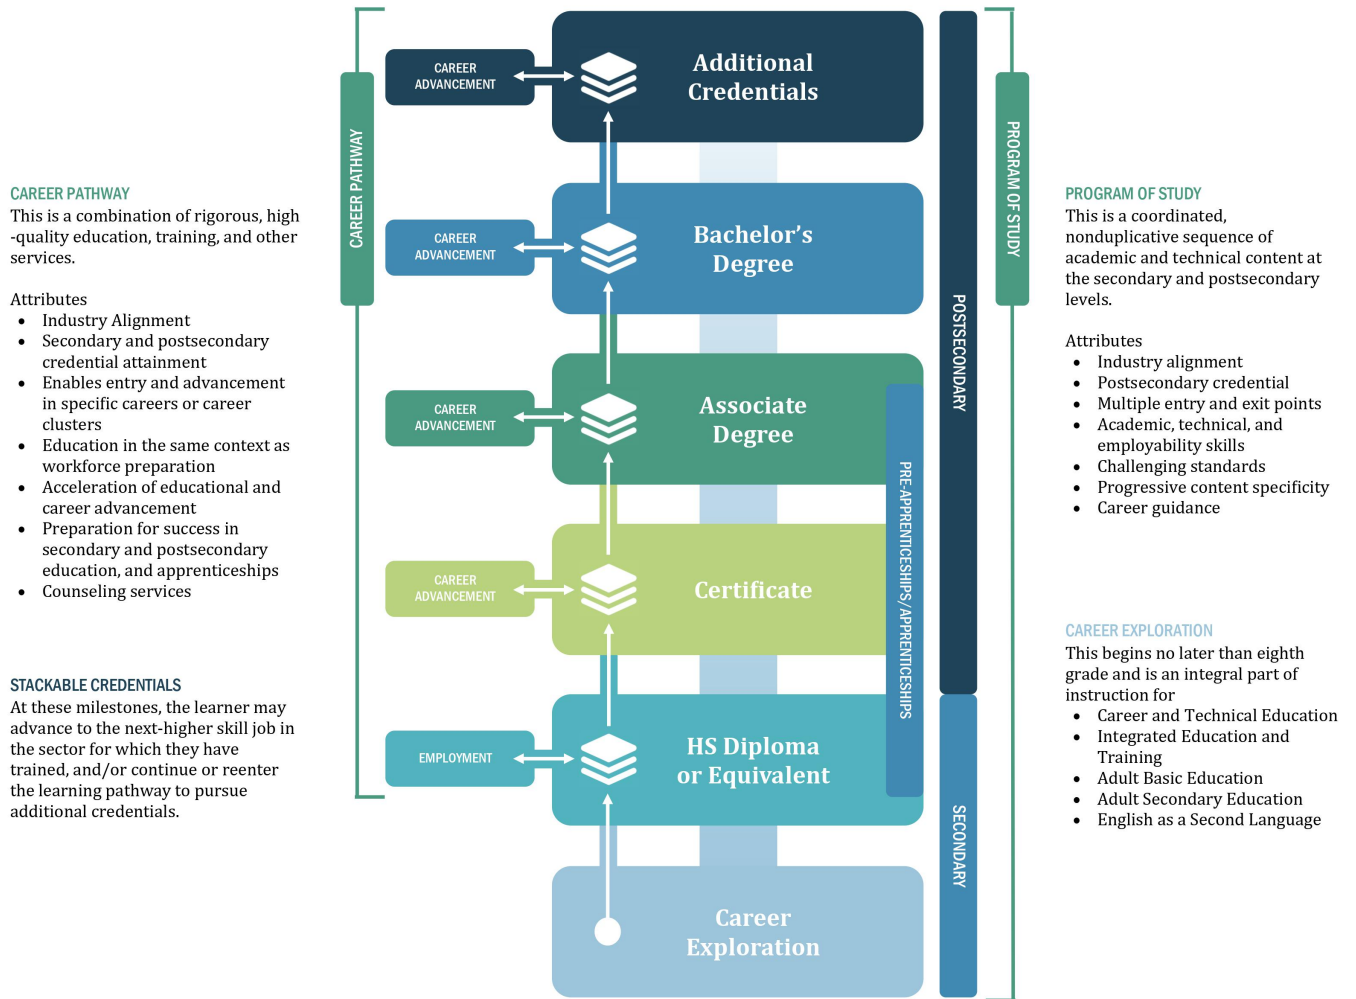 CAREER PATHWAY
This is a combination of rigorous, high
-quality education, training, and other
services.
Attributes
• Industry Alignment
• Secondary and postsecondary
credential attainment
• Enables entry and advancement
in specific careers or career
clusters
• Education in the same context as
workforce preparation
• Acceleration of educational and
career advancement
• Preparation for success in
secondary and postsecondary
education, and apprenticeships
• Counseling services
STACKABLE CREDENTIALS
At these milestones, the learner may
advance to the next-higher skill job in
the sector for which they have
trained, and/or continue or reenter
the learning pathway to pursue
additional credentials.
CAREER PATHWAY
CAREER
ADVANCEMENT
Additional
Credentials
CAREER
ADVANCEMENT
Bachelor's
Degree
CAREER
ADVANCEMENT
Associate
Degree
CAREER
ADVANCEMENT
Certificate
EMPLOYMENT
HS Diploma
or Equivalent
Career
Exploration
PRE-APPRENTICESHIPS/APPRENTICESHIPS
POSTSECONDARY
SECONDARY
PROGRAM OF STUDY
PROGRAM OF STUDY
This is a coordinated,
nonduplicative sequence of
academic and technical content at
the secondary and postsecondary
levels.
Attributes
• Industry alignment
• Postsecondary credential
• Multiple entry and exit points
• Academic, technical, and
employability skills
• Challenging standards
• Progressive content specificity
• Career guidance
CAREER EXPLORATION
This begins no later than eighth
grade and is an integral part of
instruction for
• Career and Technical Education
• Integrated Education and
Training
• Adult Basic Education
• Adult Secondary Education
• English as a Second Language